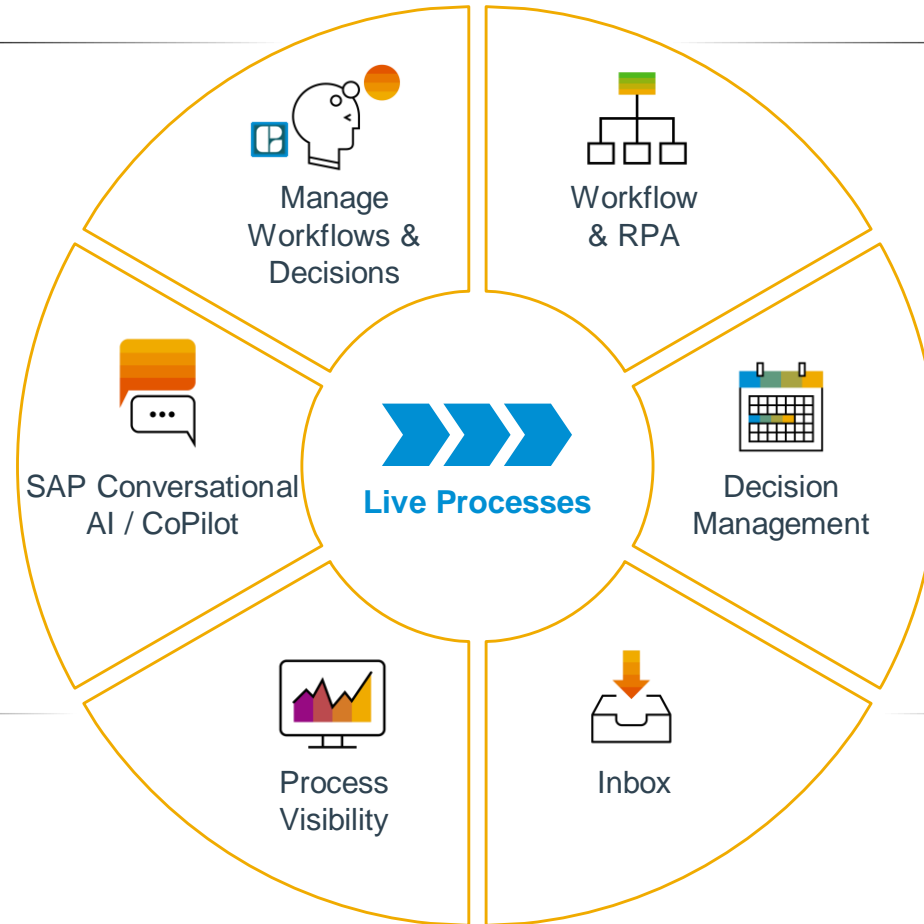 Manage
Workflows &
Decisions
Workflow
& RPA
SAP Conversational
AI / CoPilot
Live Processes
Decision
Management
Process
Visibility
Inbox